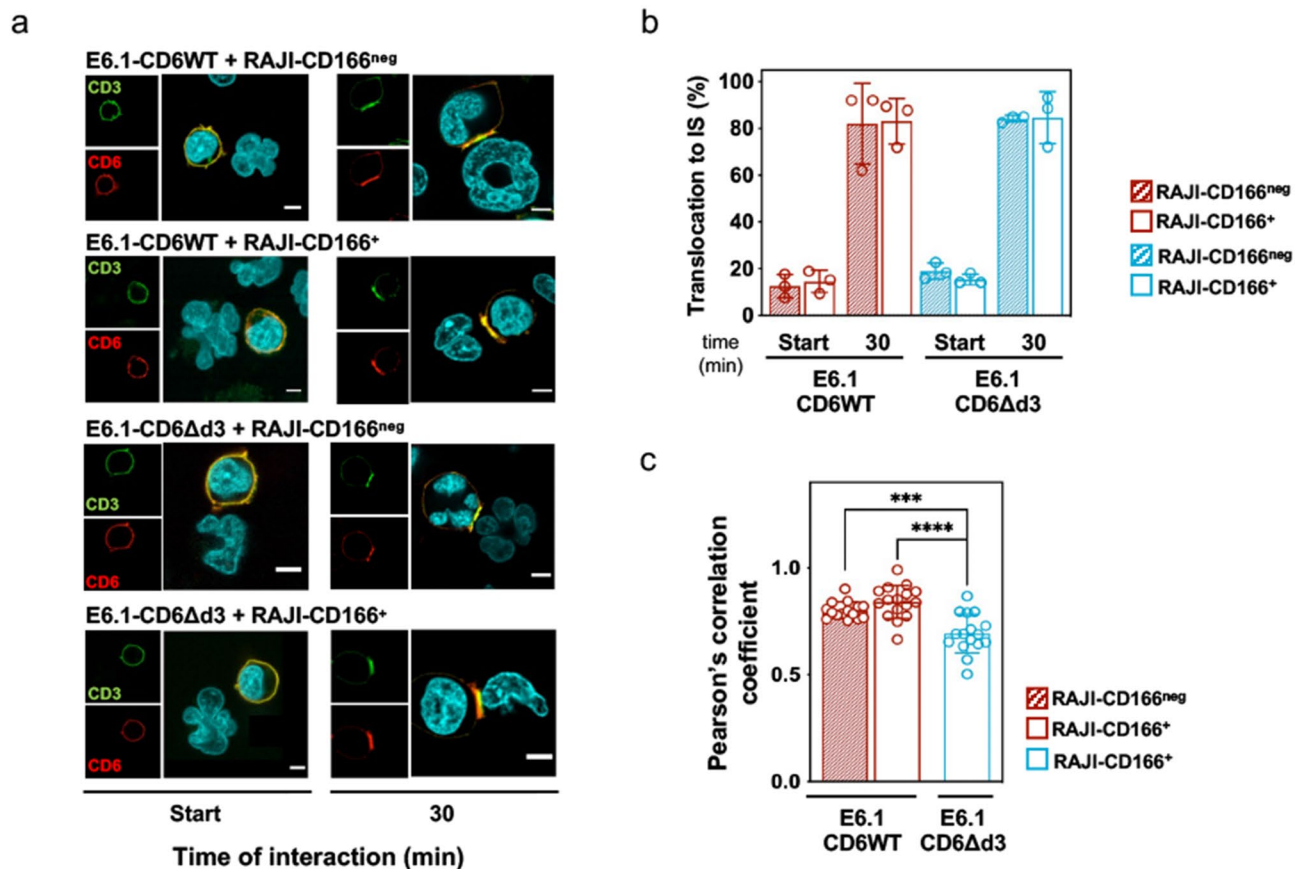 a
E6.1-CD6WT + RAJI-CD166neg
CD3
CD6
E6.1-CD6WT + RAJI-CD166+
CD3
CD6
E6.1-CD6Δd3 + RAJI-CD166neg
CD3
CD6
E6.1-CD6Δd3 + RAJI-CD166+
CD3
CD6
Start 30
Time of interaction (min)
b
Translocation to IS (%)
100
80
60
40
20
0
time
(min)
Start 30 Start 30
E6.1 E6.1
CD6WT CD6Δd3
RAJI-CD166neg
RAJI-CD166+
RAJI-CD166neg
RAJI-CD166+
c
Pearson's correlation
coefficient
***
****
1.0
0.5
0.0
E6.1 E6.1
CD6WT CD6Δd3
RAJI-CD166neg
RAJI-CD166+
RAJI-CD166+